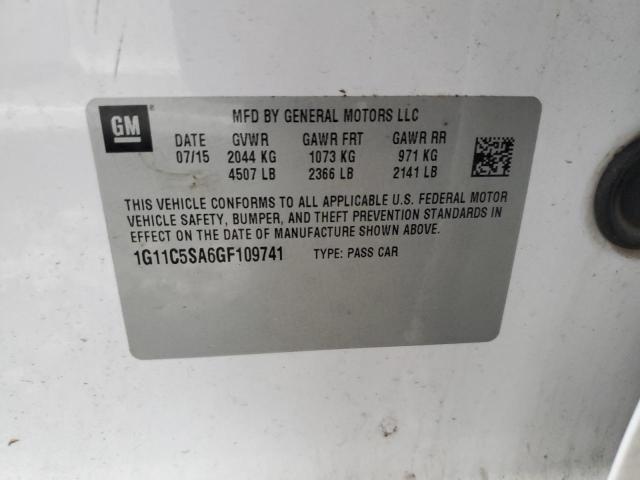 GM
MFD BY GENERAL MOTORS LLC
DATE GVWR GAWR FRT GAWR RR
07/15 2044 KG 1073 KG 971 KG
4507 LB 2366 LB 2141 LB
THIS VEHICLE CONFORMS TO ALL APPLICABLE U.S. FEDERAL MOTOR
VEHICLE SAFETY, BUMPER, AND THEFT PREVENTION STANDARDS IN
EFFECT ON THE DATE OF MANUFACTURE SHOWN ABOVE.
1G11C5SA6GF109741 TYPE: PASS CAR